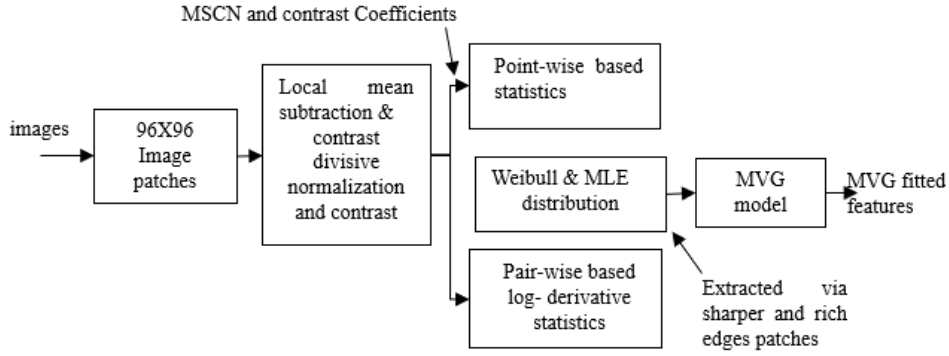 MSCN and contrast Coefficients
images
96X96
Image
patches
Local mean
subtraction &
contrast
divisive
normalization
and contrast
Point-wise based
statistics
Weibull & MLE
distribution
MVG
model
MVG fitted
features
Pair-wise based
log- derivative
statistics
Extracted via
sharper and rich
edges patches